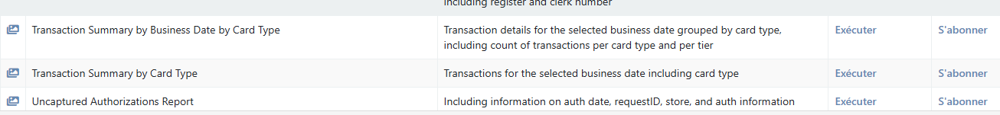 Including register and clerk number
Transaction Summary by Business Date by Card Type
Transaction details for the selected business date grouped by card type,
including count of transactions per card type and per tier
Exécuter
S'abonner
Transaction Summary by Card Type
Transactions for the selected business date including card type
Exécuter
S'abonner
Uncaptured Authorizations Report
Including information on auth date, requestID, store, and auth information
Exécuter
S'abonner